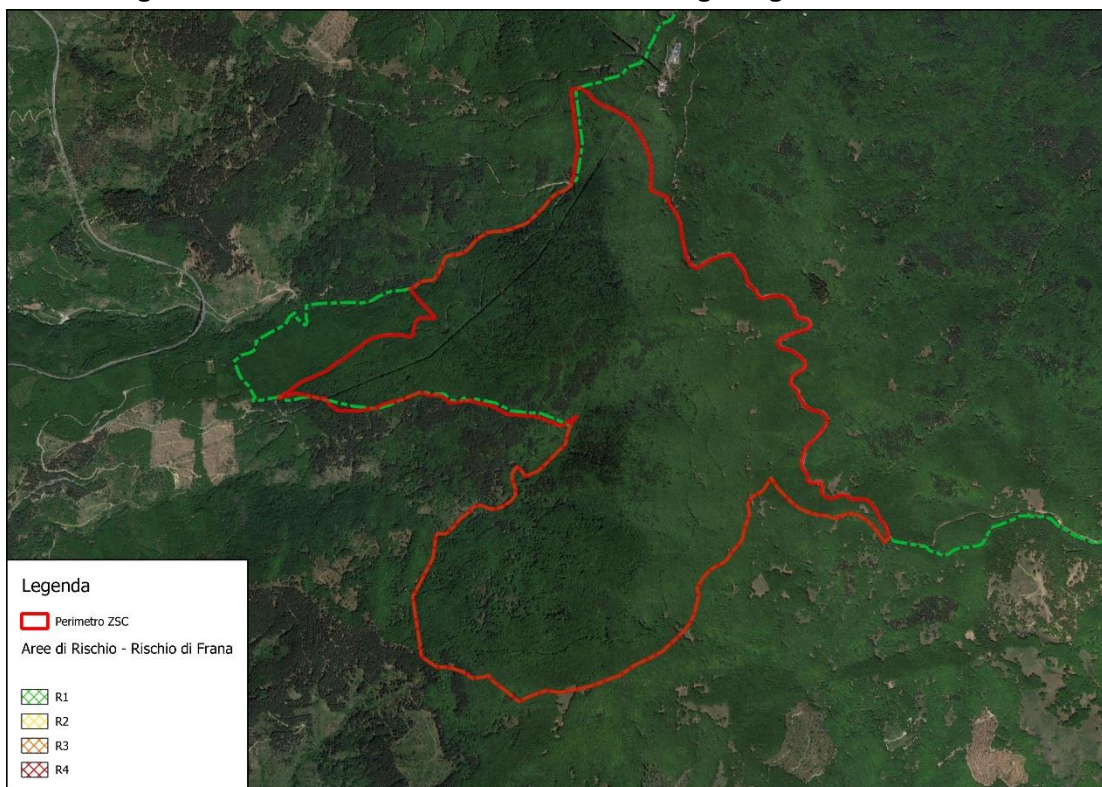 Legenda
Perimetro ZSC
Aree di Rischio - Rischio di Frana
R1
R2
R3
R4